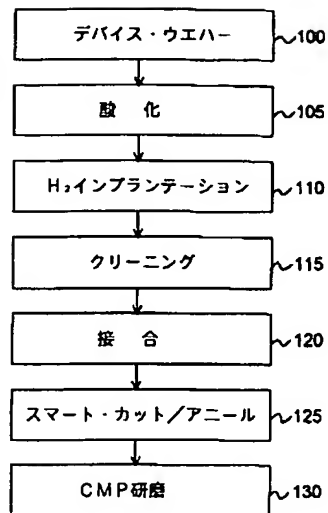 デバイス・ウエハー 100
酸化 105
H₂インプランテーション 110
クリーニング 115
接合 120
スマート・カット/アニール 125
CMP研磨 130